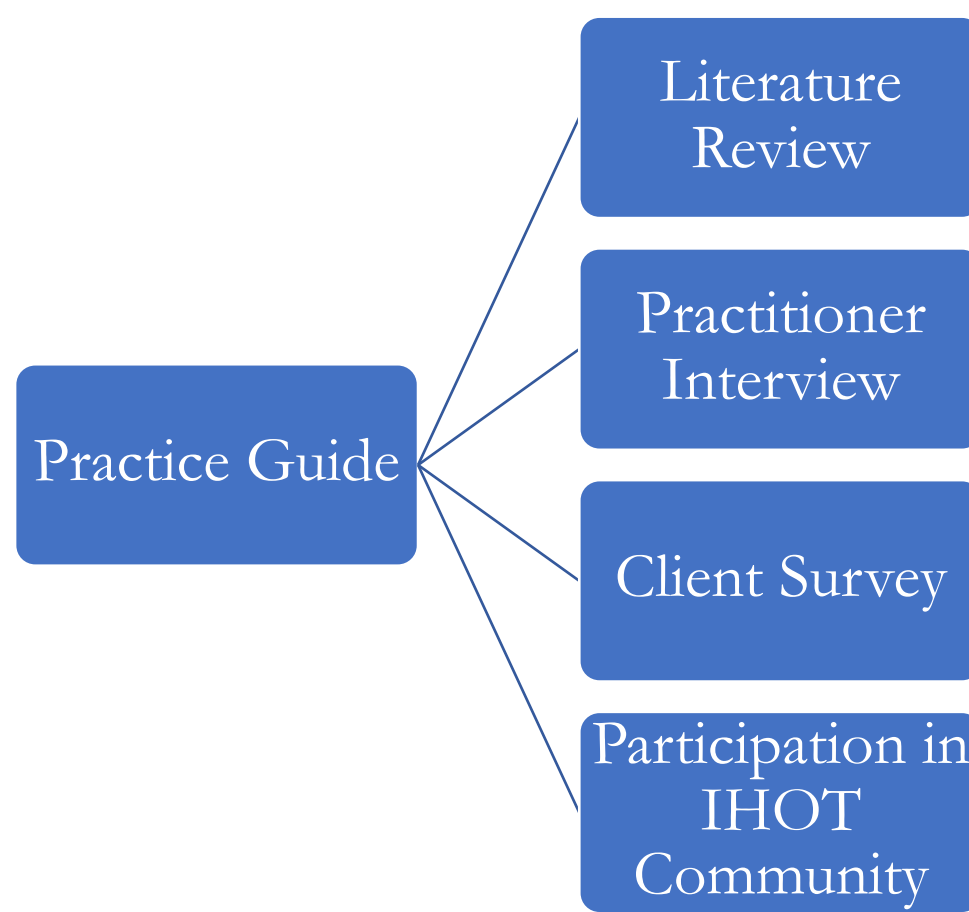 Practice Guide
Literature
Review
Practitioner
Interview
Client Survey
Participation in
IHOT
Community